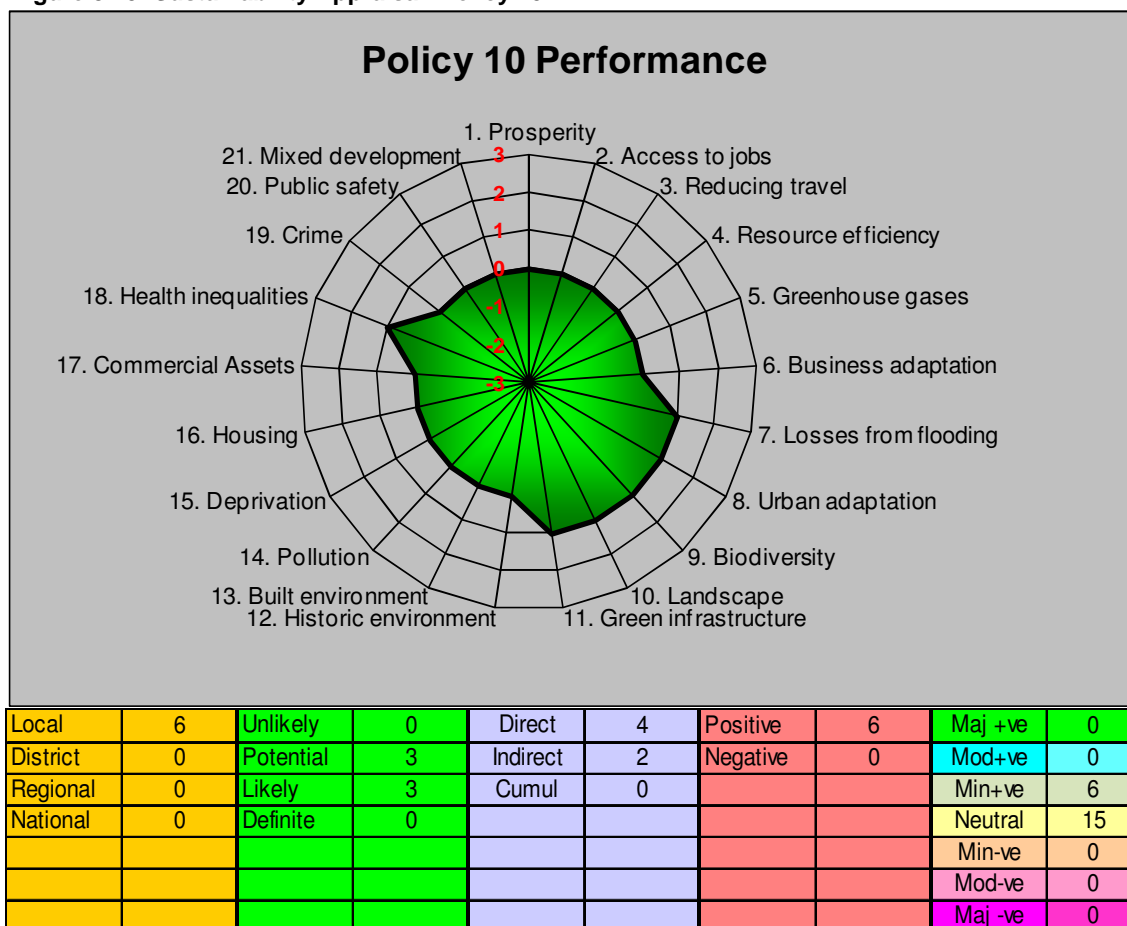 Policy 10 Performance
1. Prosperity
21. Mixed development
3
2. Access to jobs
20. Public safety
2
3. Reducing travel
19. Crime
1
4. Resource efficiency
18. Health inequalities
0
5. Greenhouse gases
-1
17. Commercial Assets
-2
6. Business adaptation
-3
16. Housing
7. Losses from flooding
15. Deprivation
8. Urban adaptation
14. Pollution
9. Biodiversity
13. Built environment
10. Landscape
12. Historic environment
11. Green infrastructure
Local 6 Unlikely 0 Direct 4 Positive 6 Maj +ve 0
District 0 Potential 3 Indirect 2 Negative 0 Mod+ve 0
Regional 0 Likely 3 Cumul 0 Min+ve 6
National 0 Definite 0 Neutral 15
Min-ve 0
Mod-ve 0
Maj -ve 0